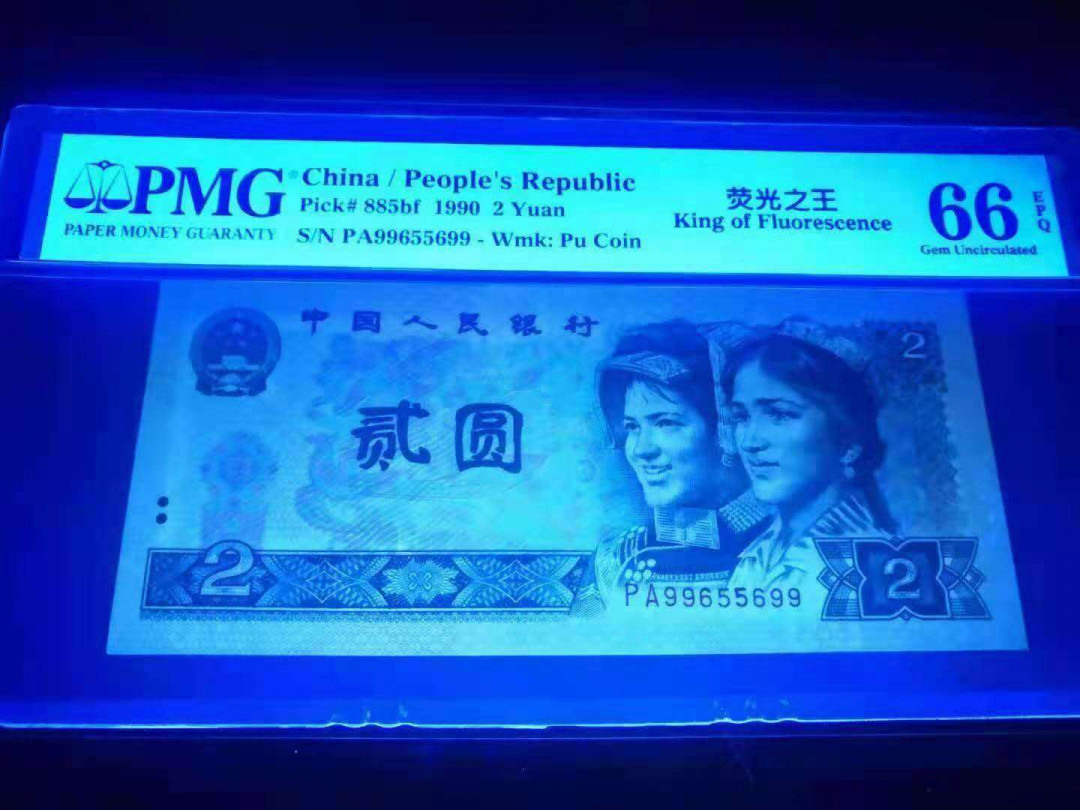 PMG
PAPER MONEY GUARANTY
China / People's Republic
Pick# 885bf 1990 2 Yuan
S/N PA99655699 - Wmk: Pu Coin
荧光之王
King of Fluorescence
66
EPQ
Gem Uncirculated
中国人民银行
2
贰圆
2
PA99655699
2